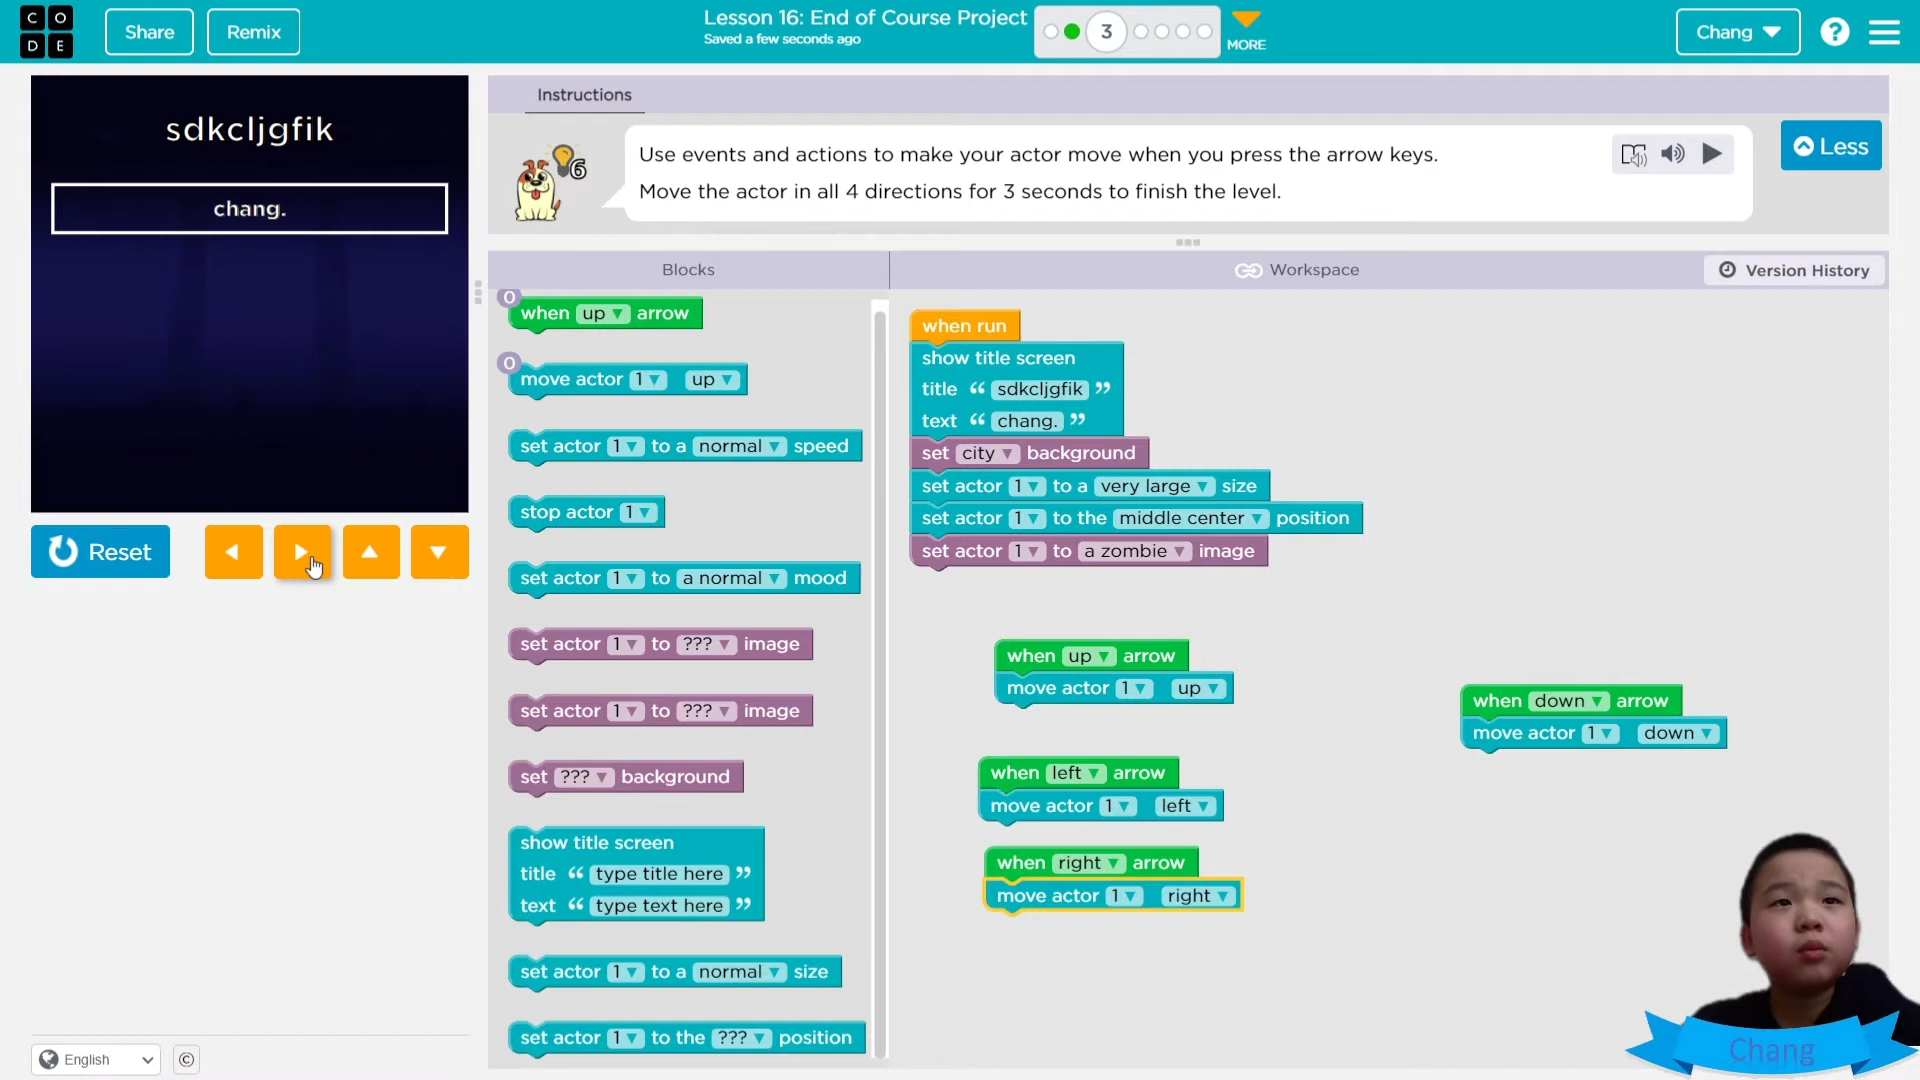 CODE
Share
Remix
Lesson 16: End of Course Project
Saved a few seconds ago
3
MORE
Chang
?
sdkcljgfik
chang.
Reset
English
©
Instructions
6
Use events and actions to make your actor move when you press the arrow keys.
Move the actor in all 4 directions for 3 seconds to finish the level.
Less
Blocks
Workspace
Version History
0
when up arrow
0
move actor 1 up
set actor 1 to a normal speed
stop actor 1
set actor 1 to a normal mood
set actor 1 to ??? image
set actor 1 to ??? image
set ??? background
show title screen
title “ type title here ”
text “ type text here ”
set actor 1 to a normal size
set actor 1 to the ??? position
when run
show title screen
title “ sdkcljgfik ”
text “ chang. ”
set city background
set actor 1 to a very large size
set actor 1 to the middle center position
set actor 1 to a zombie image
when up arrow
move actor 1 up
when down arrow
move actor 1 down
when left arrow
move actor 1 left
when right arrow
move actor 1 right
Chang